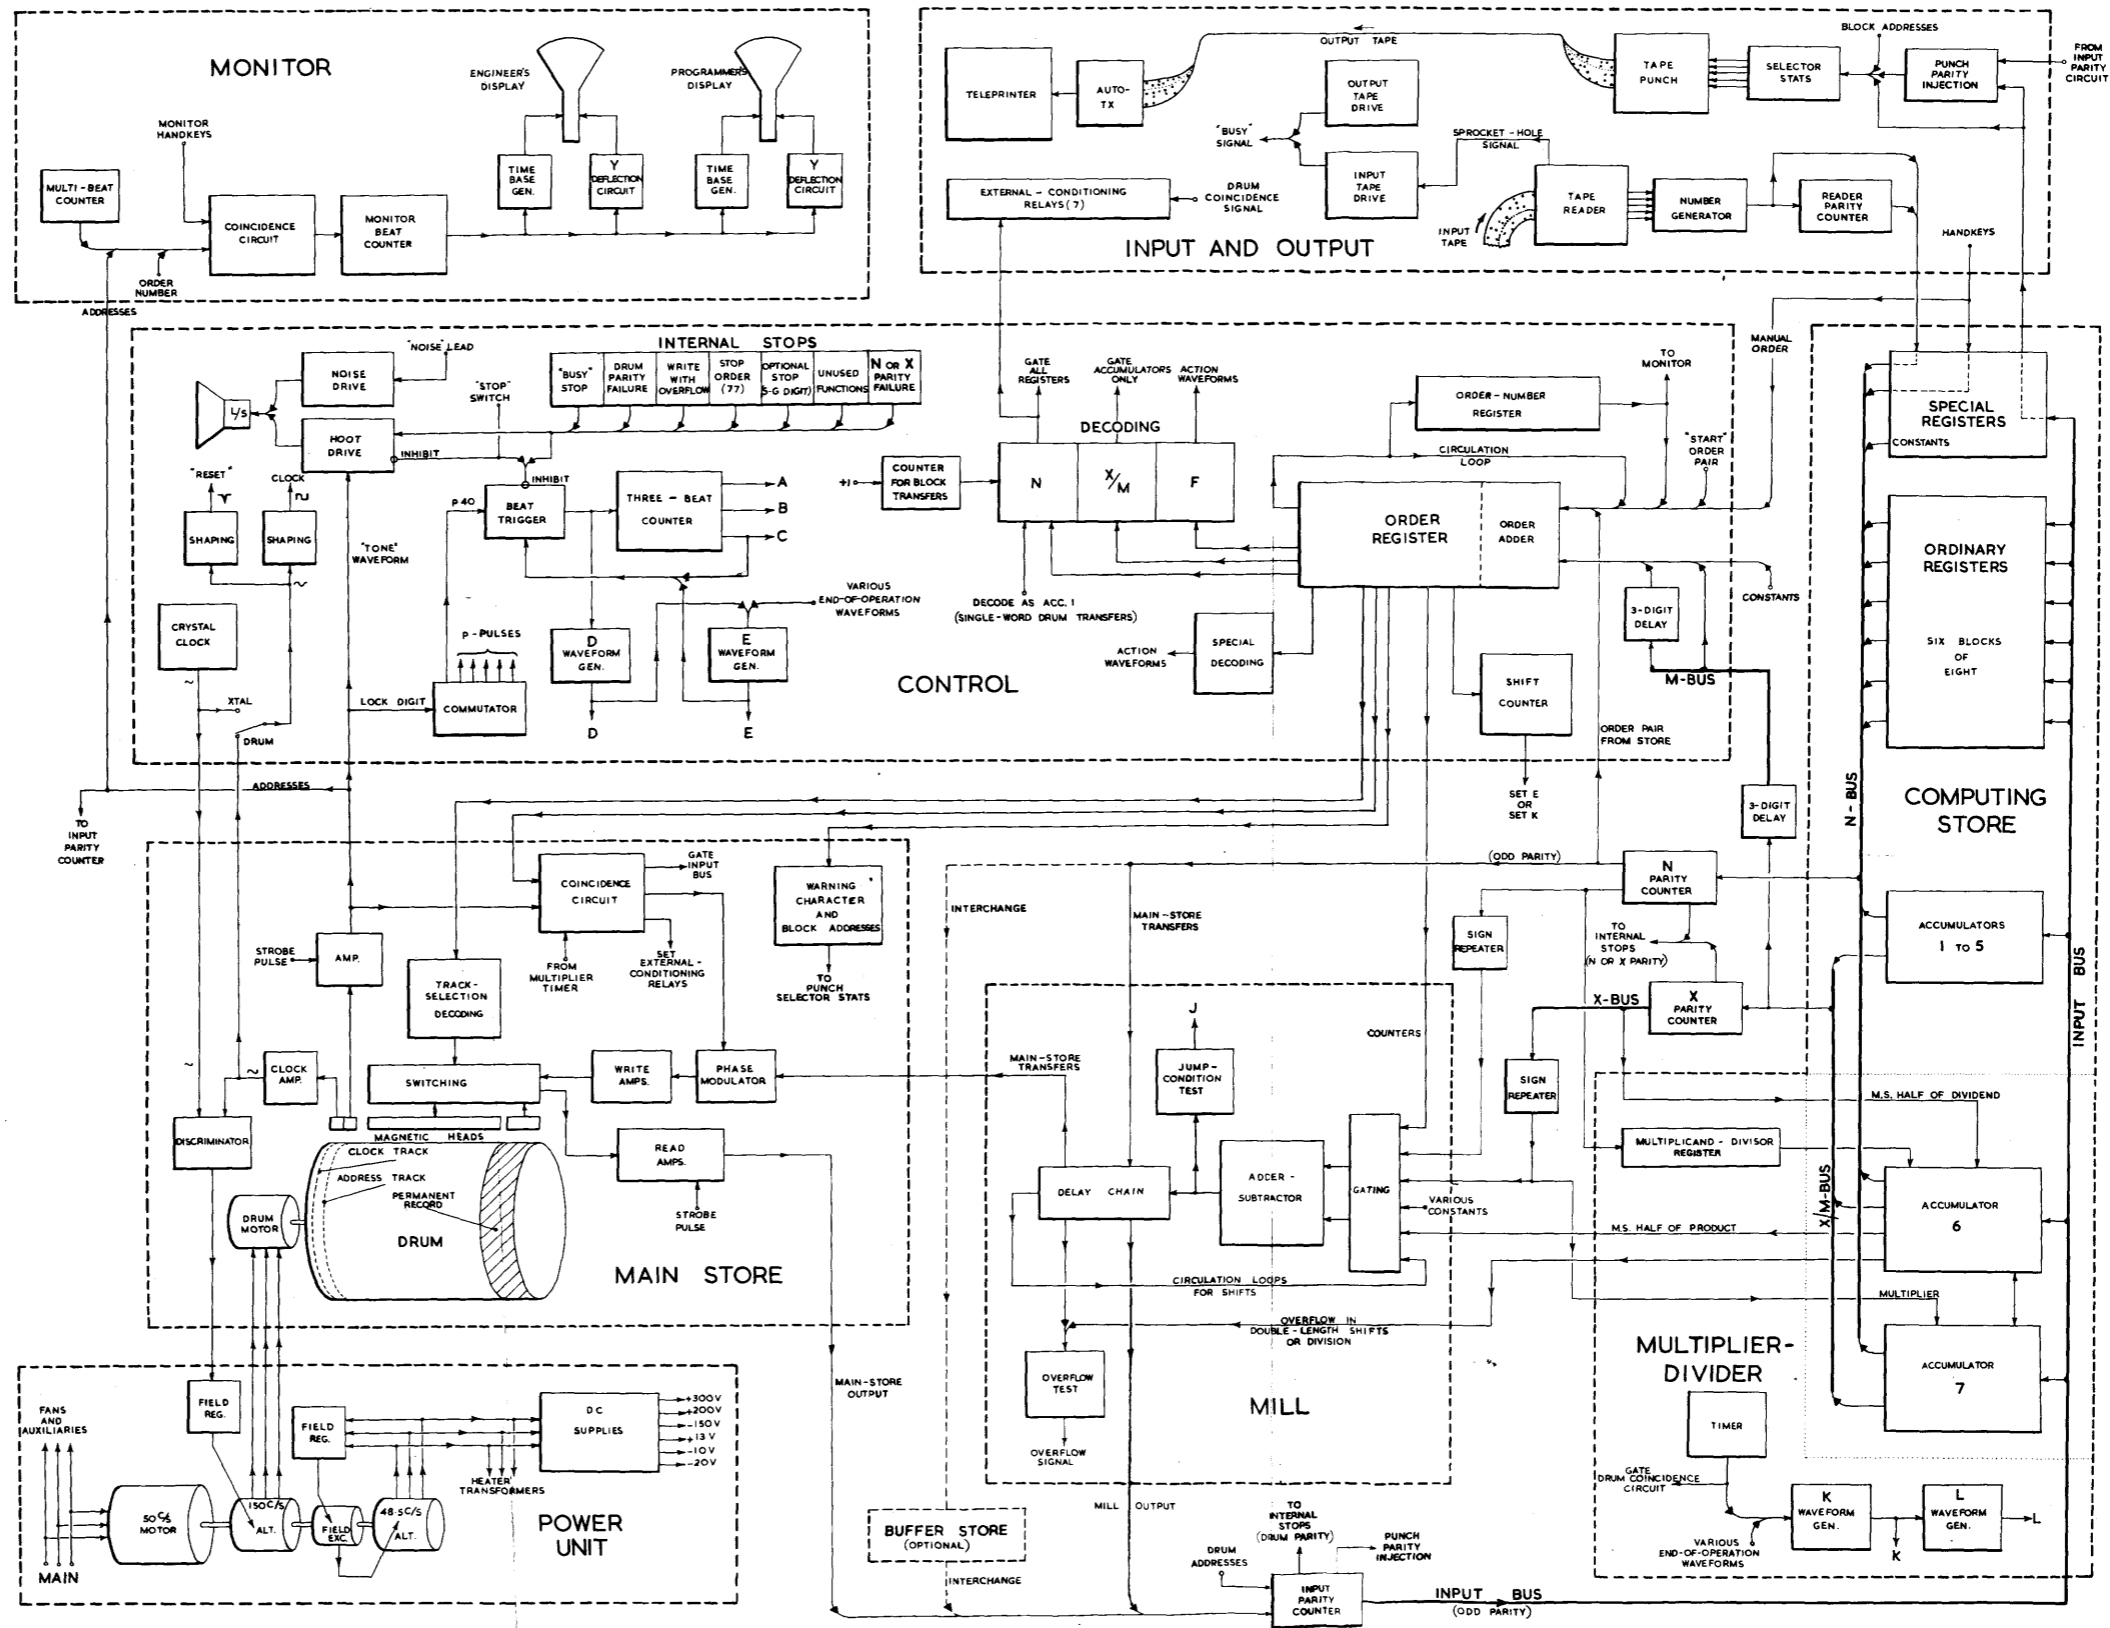 MONITOR
ENGINEER'S
DISPLAY
PROGRAMMER'S
DISPLAY
MONITOR
HANDKEYS
MULTI-BEAT
COUNTER
COINCIDENCE
CIRCUIT
MONITOR
BEAT
COUNTER
TIME
BASE
GEN.
Y
DEFLECTION
CIRCUIT
TIME
BASE
GEN.
Y
DEFLECTION
CIRCUIT
ORDER
NUMBER
ADDRESSES
OUTPUT TAPE
TELEPRINTER
AUTO-
TX
OUTPUT
TAPE
DRIVE
TAPE
PUNCH
SELECTOR
STATS
BLOCK ADDRESSES
PUNCH
PARITY
INJECTION
FROM
INPUT
PARITY
CIRCUIT
"BUSY"
SIGNAL
SPROCKET-HOLE
SIGNAL
EXTERNAL-CONDITIONING
RELAYS (7)
DRUM
COINCIDENCE
SIGNAL
INPUT
TAPE
DRIVE
TAPE
READER
NUMBER
GENERATOR
READER
PARITY
COUNTER
INPUT
TAPE
HANDKEYS
INPUT AND OUTPUT
NOISE
DRIVE
"NOISE" LEAD
INTERNAL STOPS
"BUSY"
STOP
DRUM
PARITY
FAILURE
WRITE
WITH
OVERFLOW
STOP
ORDER
(77)
OPTIONAL
STOP
(S-G DIGIT)
UNUSED
FUNCTIONS
N OR X
PARITY
FAILURE
L/S
HOOT
DRIVE
"STOP"
SWITCH
INHIBIT
INHIBIT
"RESET"
CLOCK
SHAPING
SHAPING
"TONE"
WAVEFORM
P40
BEAT
TRIGGER
THREE-BEAT
COUNTER
A
B
C
CRYSTAL
CLOCK
XTAL
DRUM
P-PULSES
LOCK DIGIT
COMMUTATOR
D
WAVEFORM
GEN.
E
WAVEFORM
GEN.
D
E
VARIOUS
END-OF-OPERATION
WAVEFORMS
GATE
ALL
REGISTERS
GATE
ACCUMULATORS
ONLY
ACTION
WAVEFORMS
DECODING
+1
COUNTER
FOR BLOCK
TRANSFERS
N
X/M
F
DECODE AS ACC. 1
(SINGLE-WORD DRUM TRANSFERS)
ACTION
WAVEFORMS
SPECIAL
DECODING
CONTROL
ORDER-NUMBER
REGISTER
TO
MONITOR
CIRCULATION
LOOP
"START"
ORDER
PAIR
MANUAL
ORDER
ORDER
REGISTER
ORDER
ADDER
3-DIGIT
DELAY
CONSTANTS
M-BUS
SHIFT
COUNTER
ORDER PAIR
FROM STORE
SET E
OR
SET K
SPECIAL
REGISTERS
CONSTANTS
ORDINARY
REGISTERS
SIX BLOCKS
OF
EIGHT
N-BUS
COMPUTING
STORE
3-DIGIT
DELAY
ACCUMULATORS
1 TO 5
INPUT BUS
ADDRESSES
TO
INPUT
PARITY
COUNTER
COINCIDENCE
CIRCUIT
GATE
INPUT
BUS
WARNING
CHARACTER
AND
BLOCK ADDRESSES
TO
PUNCH
SELECTOR STATS
STROBE
PULSE
AMP.
TRACK-
SELECTION
DECODING
FROM
MULTIPLIER
TIMER
SET
EXTERNAL-
CONDITIONING
RELAYS
CLOCK
AMP.
SWITCHING
WRITE
AMPS.
PHASE
MODULATOR
DISCRIMINATOR
MAGNETIC HEADS
CLOCK TRACK
ADDRESS TRACK
PERMANENT
RECORD
READ
AMPS.
STROBE
PULSE
DRUM
MOTOR
DRUM
MAIN STORE
INTERCHANGE
(ODD PARITY)
MAIN-STORE
TRANSFERS
N
PARITY
COUNTER
SIGN
REPEATER
TO
INTERNAL
STOPS
(N OR X PARITY)
X-BUS
X
PARITY
COUNTER
COUNTERS
MAIN-STORE
TRANSFERS
J
JUMP-
CONDITION
TEST
SIGN
REPEATER
DELAY CHAIN
ADDER-
SUBTRACTOR
GATING
VARIOUS
CONSTANTS
CIRCULATION LOOPS
FOR SHIFTS
OVERFLOW IN
DOUBLE-LENGTH SHIFTS
OR DIVISION
OVERFLOW
TEST
OVERFLOW
SIGNAL
MILL
M.S. HALF OF DIVIDEND
MULTIPLICAND-DIVISOR
REGISTER
X/M-BUS
ACCUMULATOR
6
M.S. HALF OF PRODUCT
MULTIPLIER
MULTIPLIER-
DIVIDER
ACCUMULATOR
7
TIMER
GATE
DRUM COINCIDENCE
CIRCUIT
K
WAVEFORM
GEN.
L
WAVEFORM
GEN.
L
K
VARIOUS
END-OF-OPERATION
WAVEFORMS
FANS
AND
AUXILIARIES
FIELD
REG.
FIELD
REG.
DC
SUPPLIES
+300V
+200V
-150V
+13V
-10V
-20V
HEATER
TRANSFORMERS
50 C/S
MOTOR
150C/S
ALT.
FIELD
EXC.
48·5C/S
ALT.
MAIN
POWER
UNIT
MAIN-STORE
OUTPUT
BUFFER STORE
(OPTIONAL)
INTERCHANGE
MILL OUTPUT
DRUM
ADDRESSES
TO
INTERNAL
STOPS
(DRUM PARITY)
PUNCH
PARITY
INJECTION
INPUT
PARITY
COUNTER
INPUT BUS
(ODD PARITY)